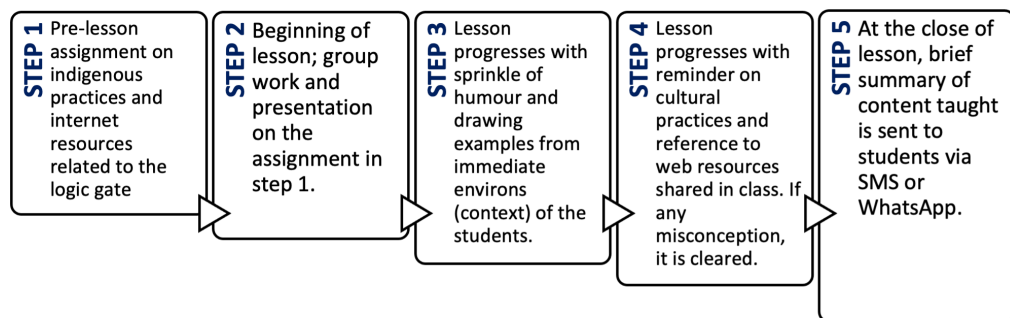 STEP 1
Pre-lesson
assignment on
indigenous
practices and
internet
resources
related to the
logic gate
STEP 2
Beginning of
lesson; group
work and
presentation
on the
assignment in
step 1.
STEP 3
Lesson
progresses with
sprinkle of
humour and
drawing
examples from
immediate
environs
(context) of the
students.
STEP 4
Lesson
progresses with
reminder on
cultural
practices and
reference to
web resources
shared in class. If
any
misconception,
it is cleared.
STEP 5
At the close of
lesson, brief
summary of
content taught
is sent to
students via
SMS or
WhatsApp.